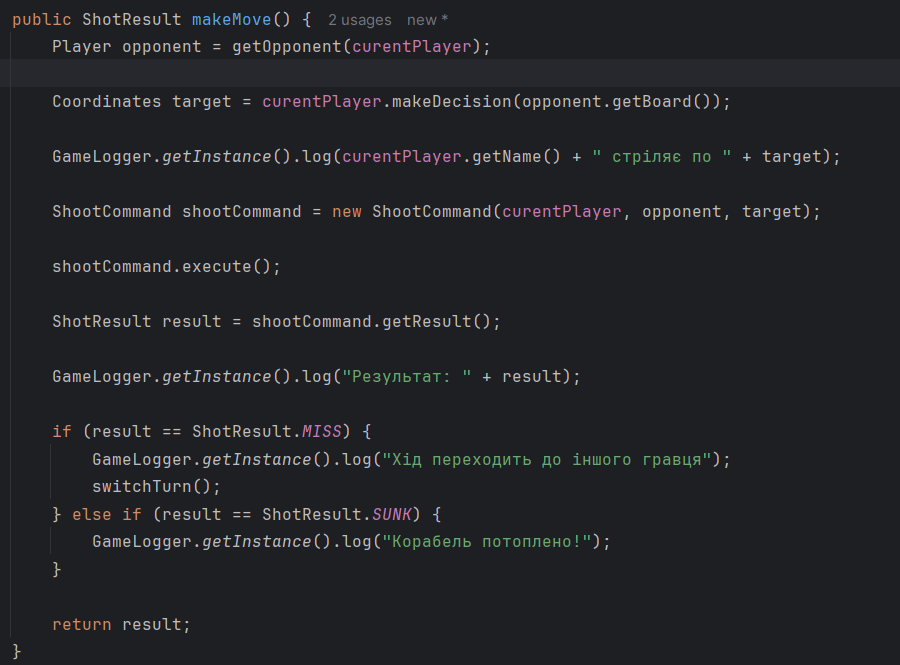 public ShotResult makeMove() { 2 usages new *
    Player opponent = getOpponent(curentPlayer);
    Coordinates target = curentPlayer.makeDecision(opponent.getBoard());
    GameLogger.getInstance().log(curentPlayer.getName() + " стріляє по " + target);
    ShootCommand shootCommand = new ShootCommand(curentPlayer, opponent, target);
    shootCommand.execute();
    ShotResult result = shootCommand.getResult();
    GameLogger.getInstance().log("Результат: " + result);
    if (result == ShotResult.MISS) {
        GameLogger.getInstance().log("Хід переходить до іншого гравця");
        switchTurn();
    } else if (result == ShotResult.SUNK) {
        GameLogger.getInstance().log("Корабель потоплено!");
    }
    return result;
}